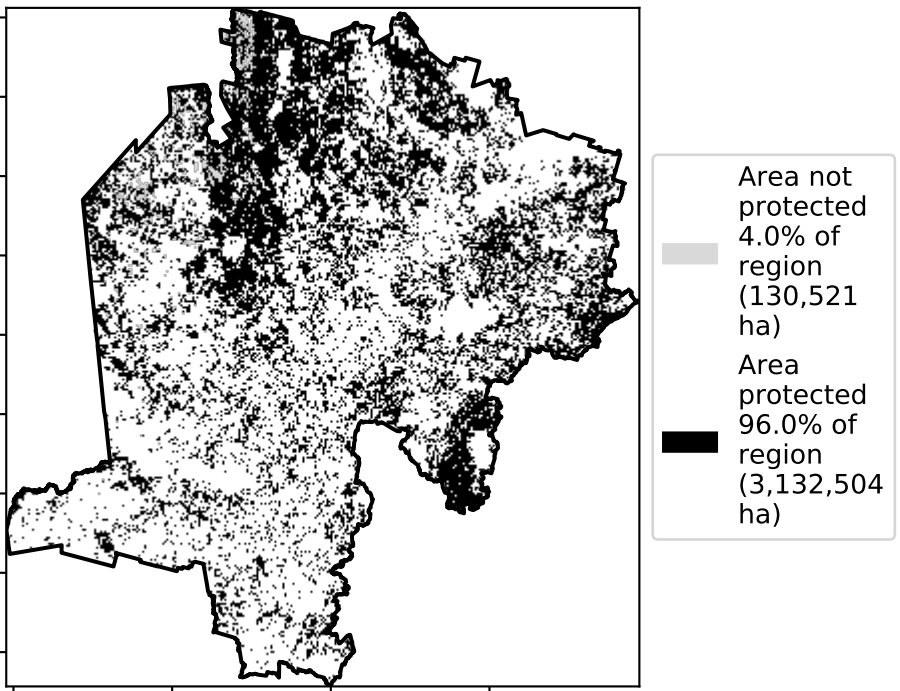 Area not
protected
4.0% of
region
(130,521
ha)
Area
protected
96.0% of
region
(3,132,504
ha)